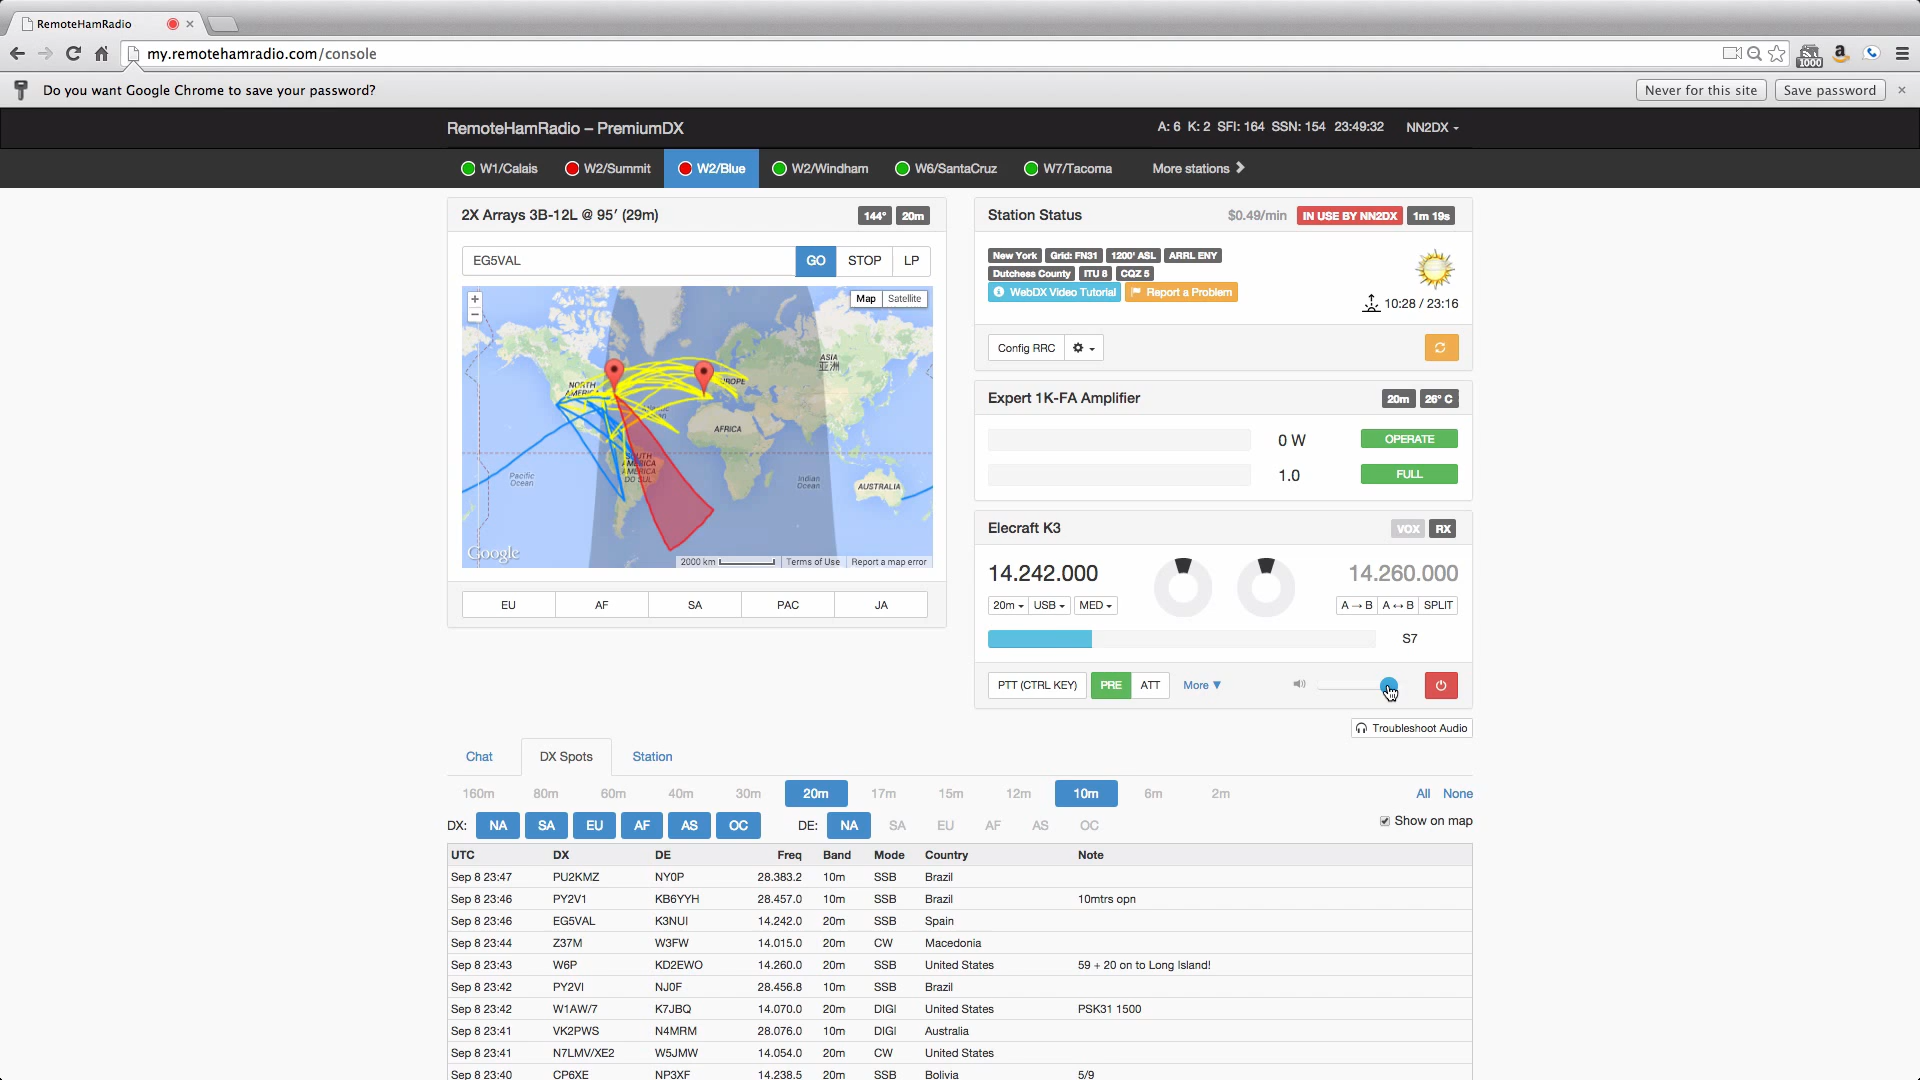 RemoteHamRadio
my.remotehamradio.com/console
1000
Do you want Google Chrome to save your password?
Never for this site
Save password
RemoteHamRadio – PremiumDX
A: 6 K: 2 SFI: 164 SSN: 154 23:49:32 NN2DX
W1/Calais W2/Summit W2/Blue W2/Windham W6/SantaCruz W7/Tacoma More stations
2X Arrays 3B-12L @ 95' (29m) 144° 20m
EG5VAL GO STOP LP
+
−
Map Satellite
ASIA
亚洲
NORTH
AMERICA
EUROPE
AFRICA
SOUTH
AMERICA
AMERICA
DO SUL
Pacific
Ocean
Indian
Ocean
AUSTRALIA
Google
2000 km Terms of Use Report a map error
EU AF SA PAC JA
Station Status $0.49/min IN USE BY NN2DX 1m 19s
New York Grid: FN31 1200' ASL ARRL ENY
Dutchess County ITU 8 CQZ 5
WebDX Video Tutorial Report a Problem
10:28 / 23:16
Config RRC
Expert 1K-FA Amplifier 20m 26° C
0 W OPERATE
1.0 FULL
Elecraft K3 VOX RX
14.242.000 14.260.000
20m USB MED A→B A↔B SPLIT
S7
PTT (CTRL KEY) PRE ATT More ▼
Troubleshoot Audio
Chat DX Spots Station
160m 80m 60m 40m 30m 20m 17m 15m 12m 10m 6m 2m All None
DX: NA SA EU AF AS OC DE: NA SA EU AF AS OC Show on map
UTC DX DE Freq Band Mode Country Note
Sep 8 23:47 PU2KMZ NY0P 28.383.2 10m SSB Brazil
Sep 8 23:46 PY2V1 KB6YYH 28.457.0 10m SSB Brazil 10mtrs opn
Sep 8 23:46 EG5VAL K3NUI 14.242.0 20m SSB Spain
Sep 8 23:44 Z37M W3FW 14.015.0 20m CW Macedonia
Sep 8 23:43 W6P KD2EWO 14.260.0 20m SSB United States 59 + 20 on to Long Island!
Sep 8 23:42 PY2VI NJ0F 28.456.8 10m SSB Brazil
Sep 8 23:42 W1AW/7 K7JBQ 14.070.0 20m DIGI United States PSK31 1500
Sep 8 23:41 VK2PWS N4MRM 28.076.0 10m DIGI Australia
Sep 8 23:41 N7LMV/XE2 W5JMW 14.054.0 20m CW United States
Sep 8 23:40 CP6XE NP3XF 14.238.5 20m SSB Bolivia 5/9